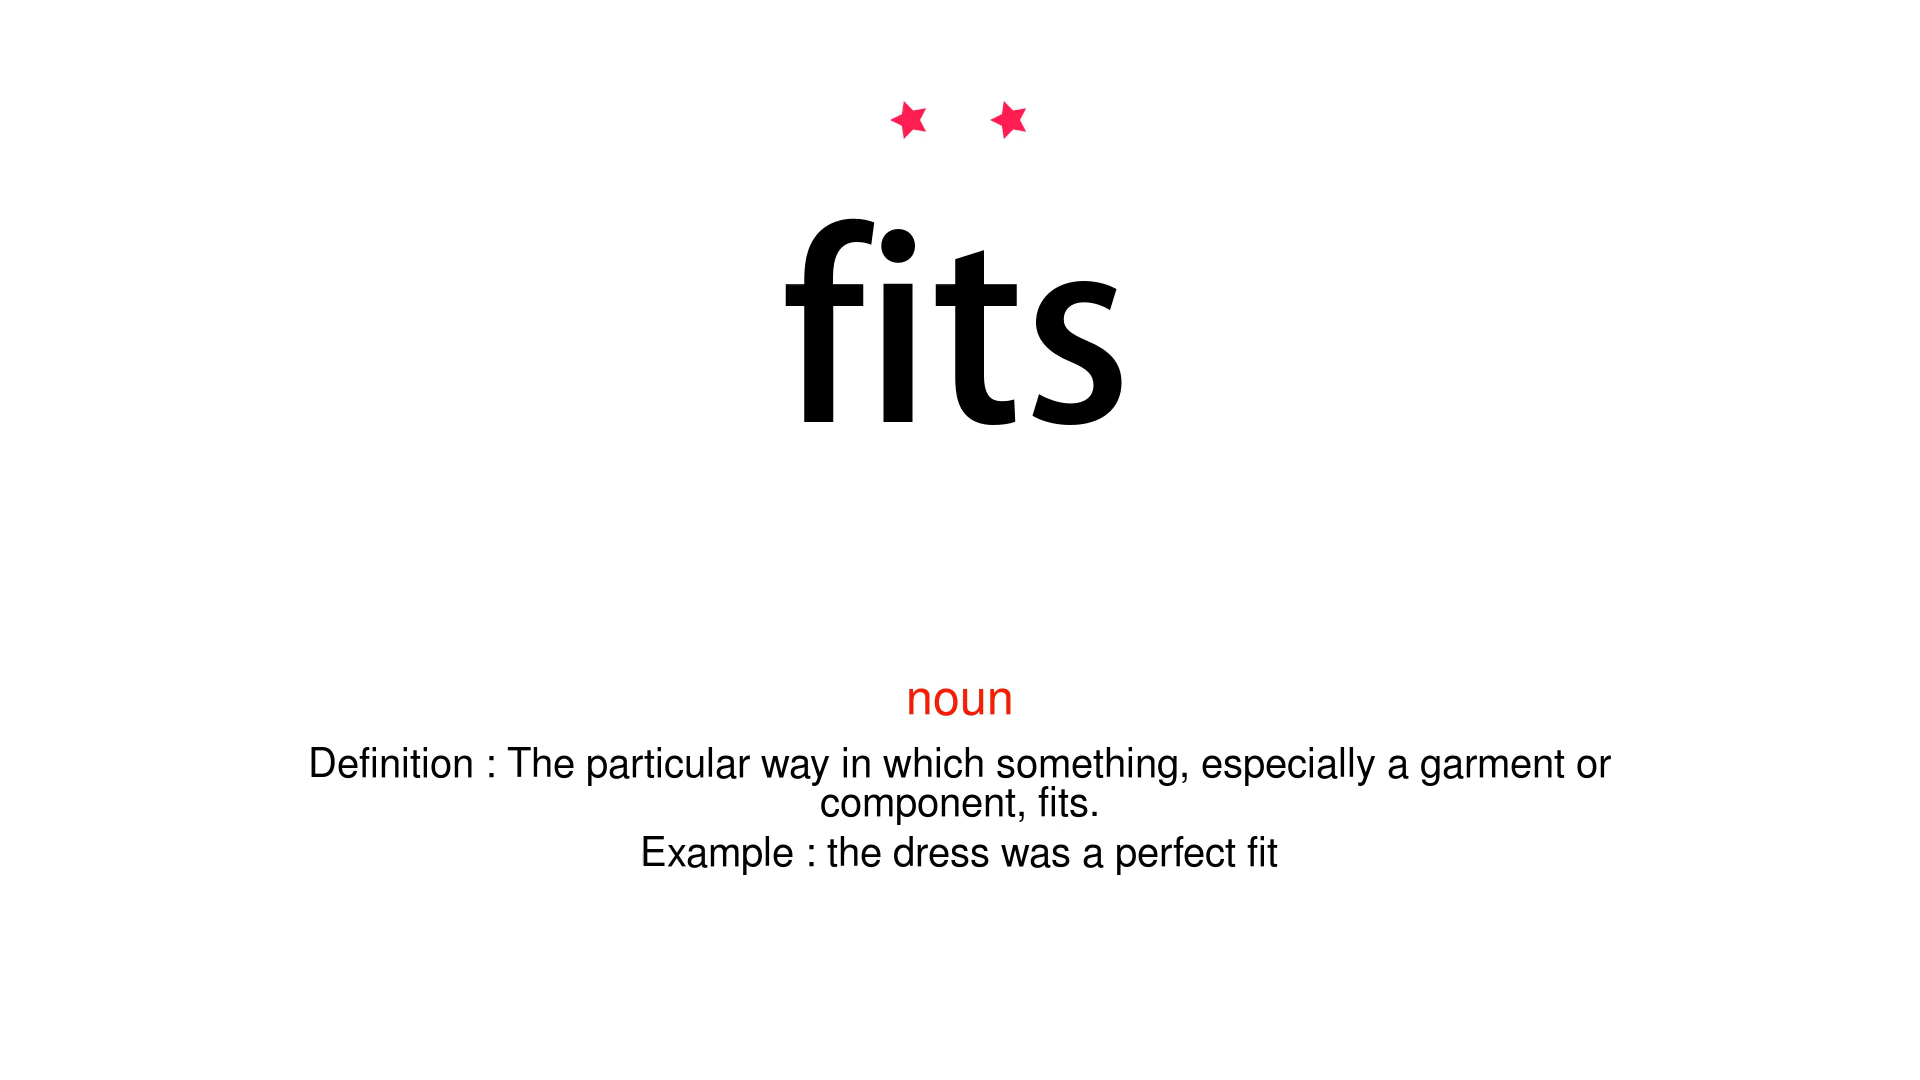 fits
noun
Definition : The particular way in which something, especially a garment or
component, fits.
Example : the dress was a perfect fit